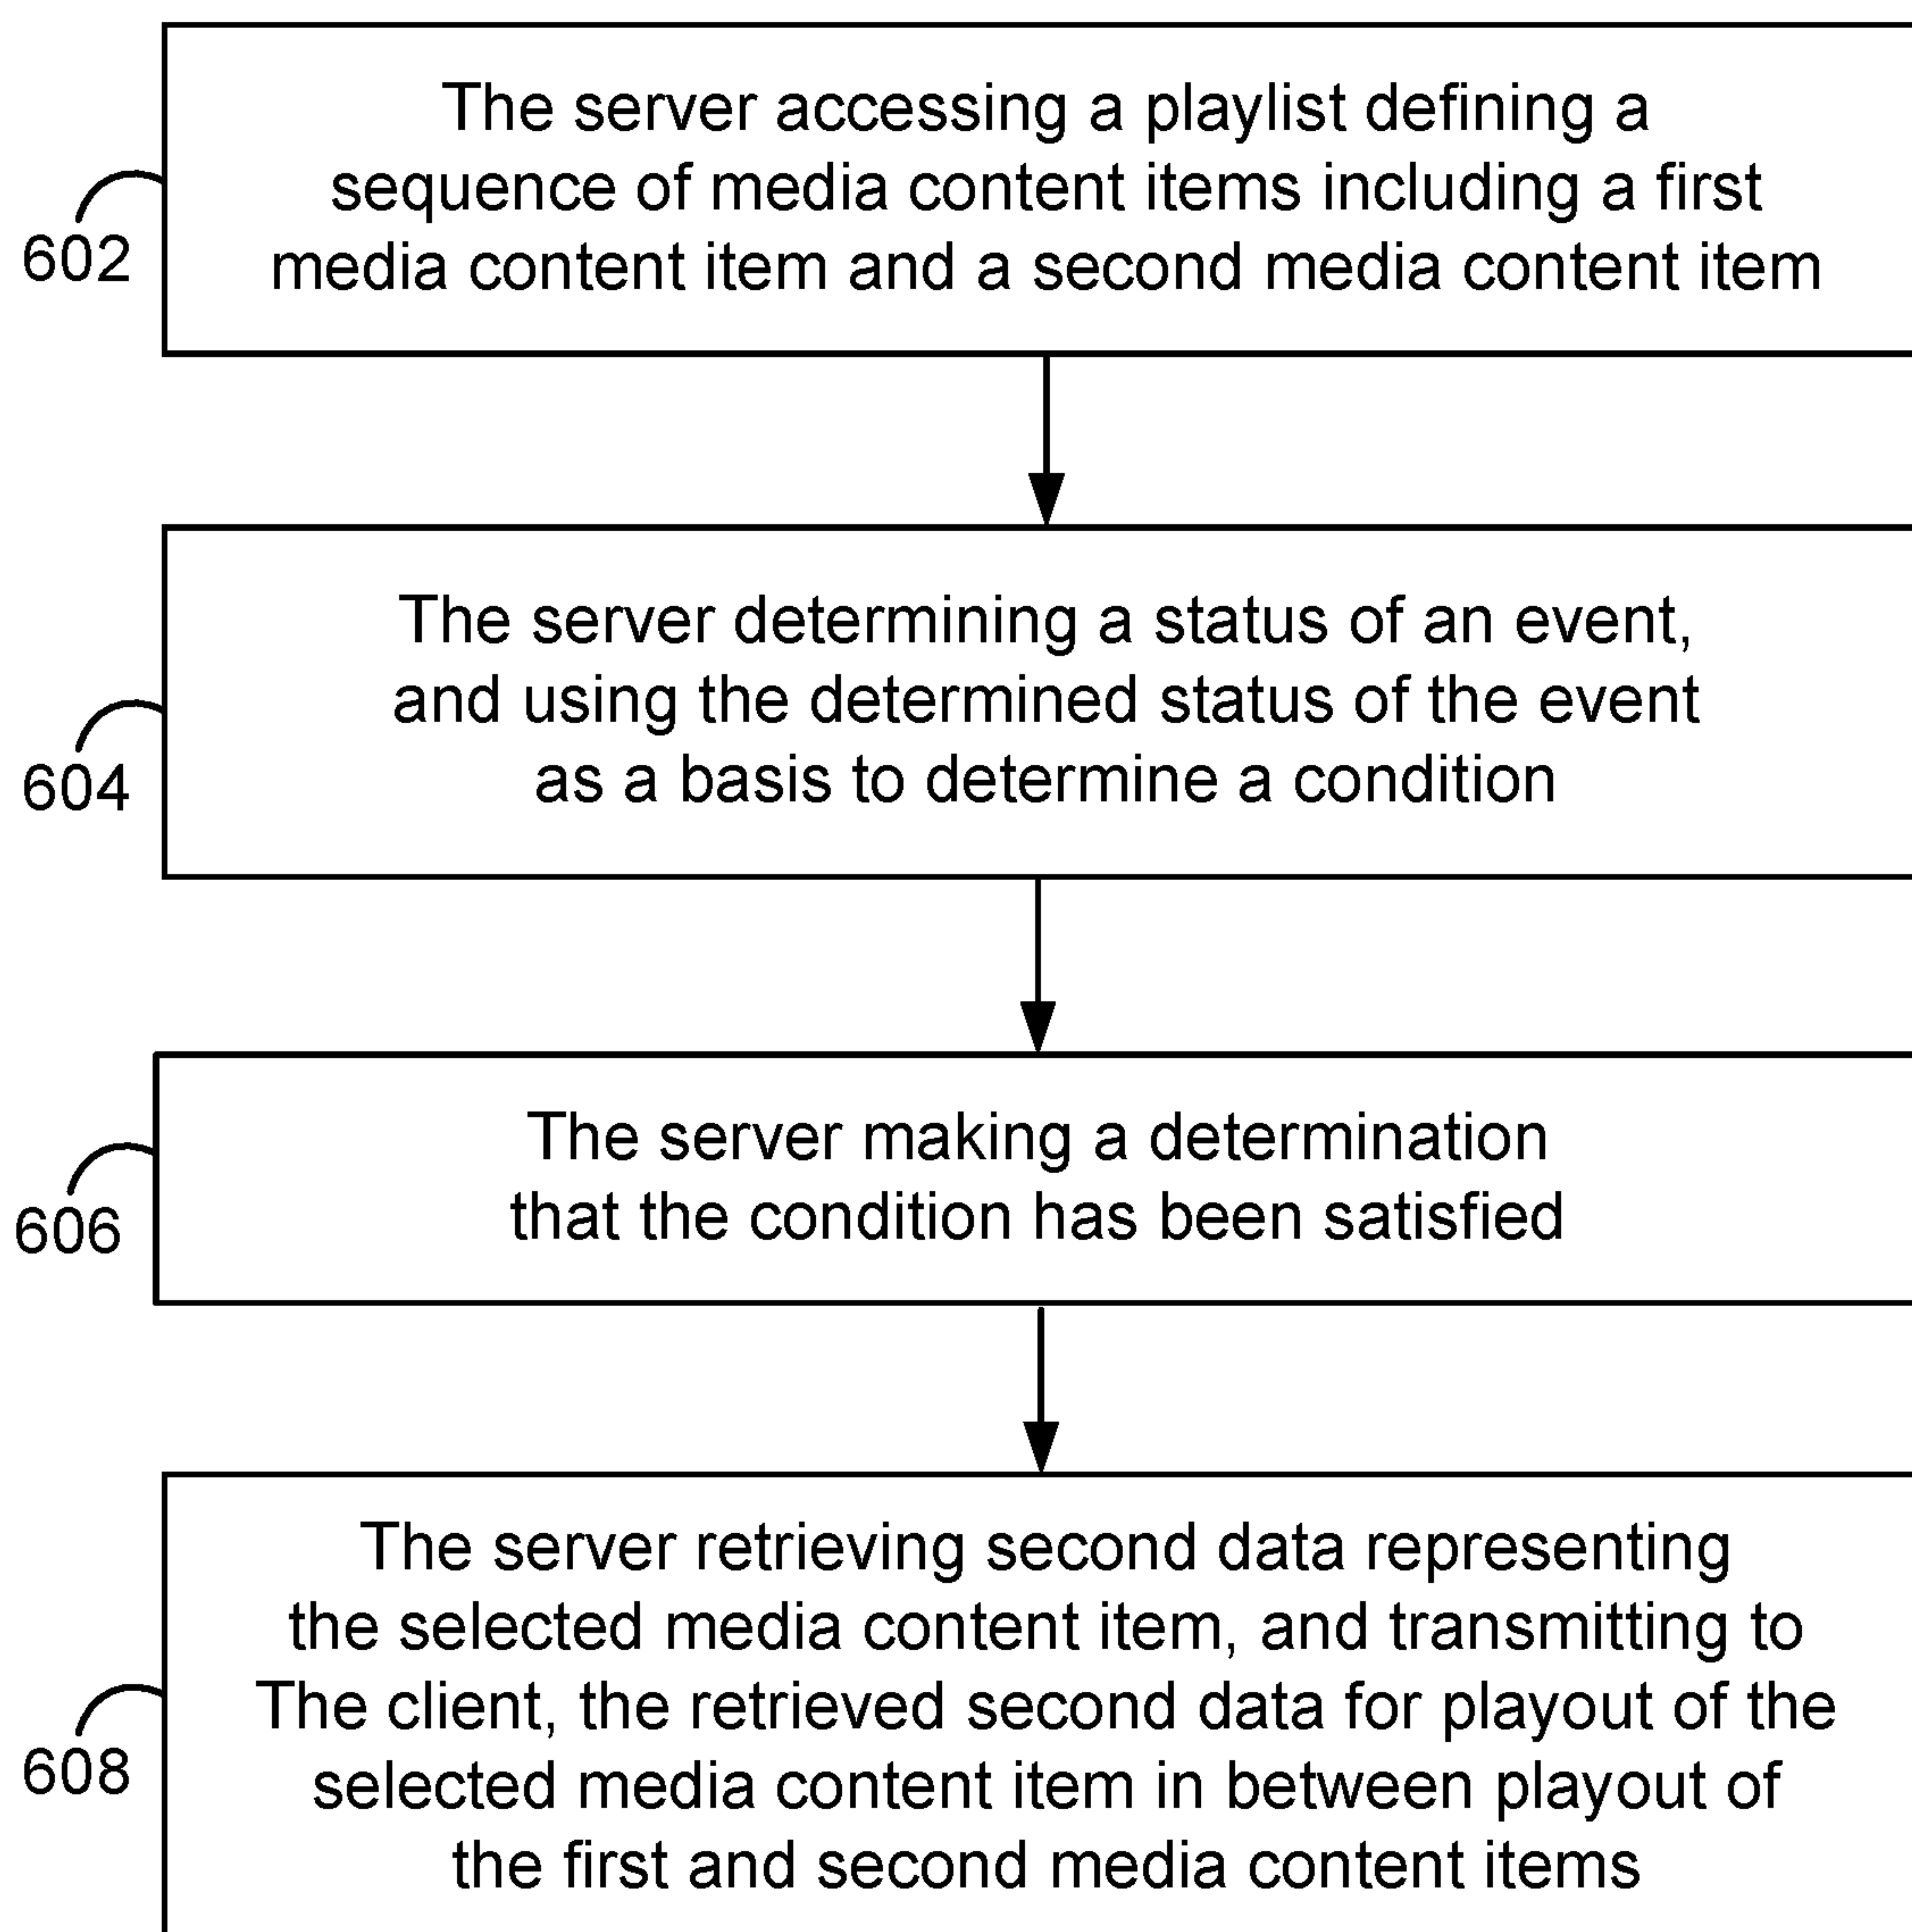 The server accessing a playlist defining a
sequence of media content items including a first
media content item and a second media content item
602
The server determining a status of an event,
and using the determined status of the event
as a basis to determine a condition
604
The server making a determination
that the condition has been satisfied
606
The server retrieving second data representing
the selected media content item, and transmitting to
The client, the retrieved second data for playout of the
selected media content item in between playout of
the first and second media content items
608